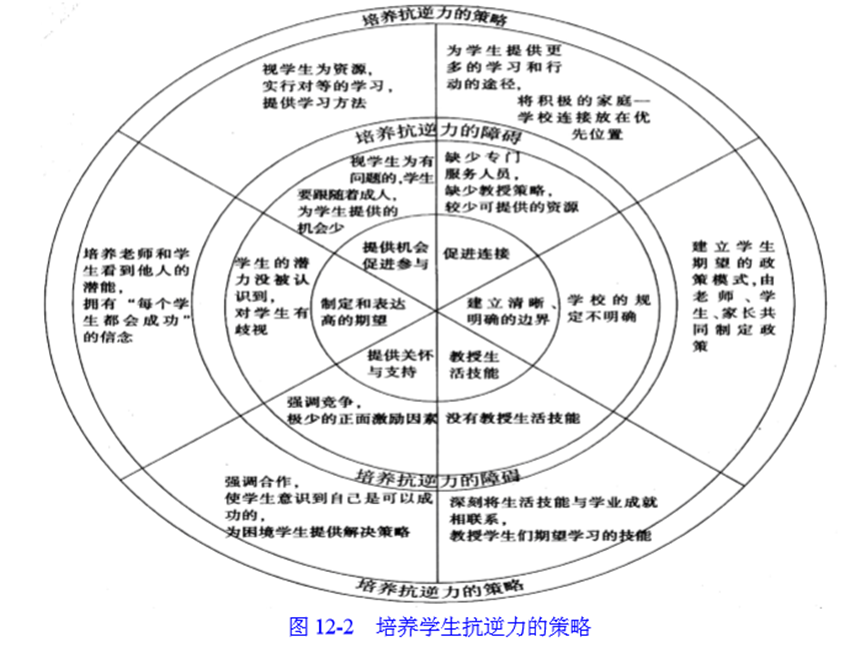 培养抗逆力的策略
视学生为资源，
实行对等的学习，
提供学习方法
为学生提供更
多的学习和行
动的途径，
将积极的家庭一
学校连接放在优
先位置
培养抗逆力的障碍
视学生为有
问题的，学生
要跟随着成人，
为学生提供的
机会少
缺少专门
服务人员，
缺少教授策略，
较少可提供的资源
提供机会
促进参与
促进连接
培养老师和学
生看到他人的
潜能，
拥有“每个学
生都会成功”
的信念
学生的潜
力没被认
识到，
对学生有
歧视
制定和表达
高的期望
建立清晰、
明确的边界
学校的规
定不明确
建立学生
期望的政
策模式，由
老师、学
生、家长共
同制定政
策
提供关怀
与支持
教授生
活技能
强调竞争，
极少的正面激励因素
没有教授生活技能
培养抗逆力的障碍
强调合作，
使学生意识到自己是可以成
功的，
为困境学生提供解决策略
深刻将生活技能与学业成就
相联系，
教授学生们期望学习的技能
培养抗逆力的策略
图 12-2 培养学生抗逆力的策略